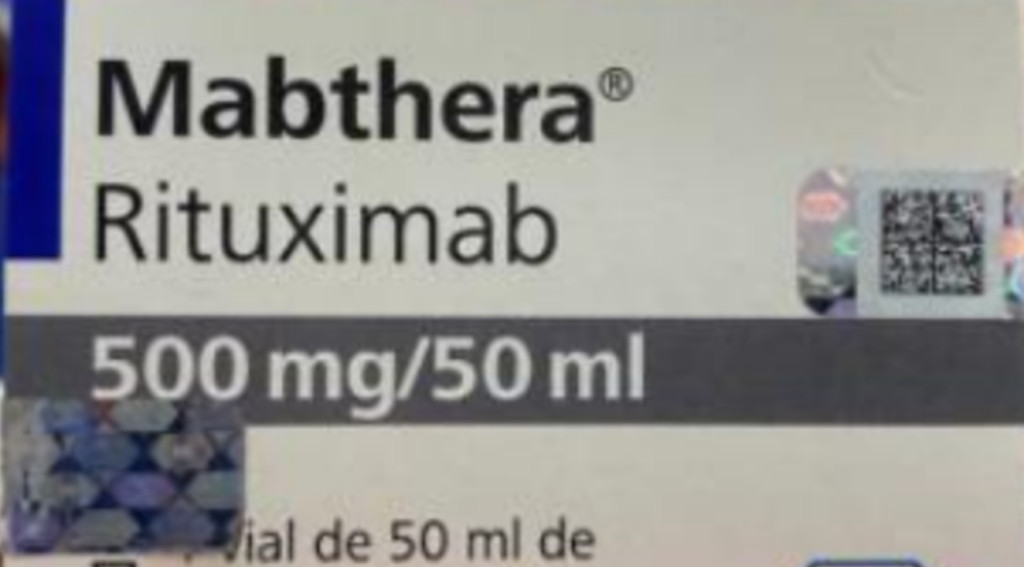 Mabthera®
Rituximab
500 mg/50 ml
vial de 50 ml de